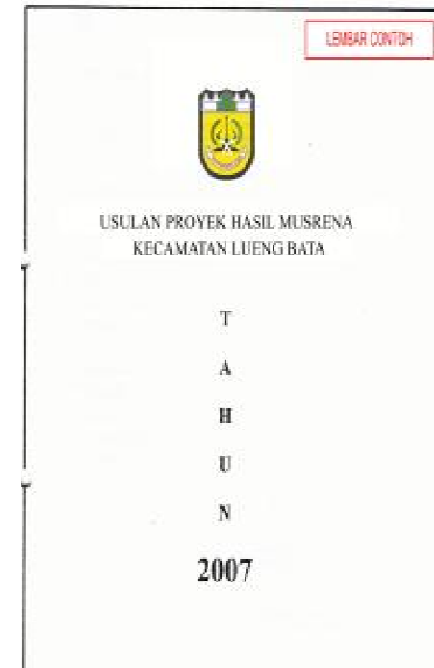 LEMBAR CONTOH
USULAN PROYEK HASIL MUSRENA
KECAMATAN LUENG BATA
T
A
H
U
N
2007